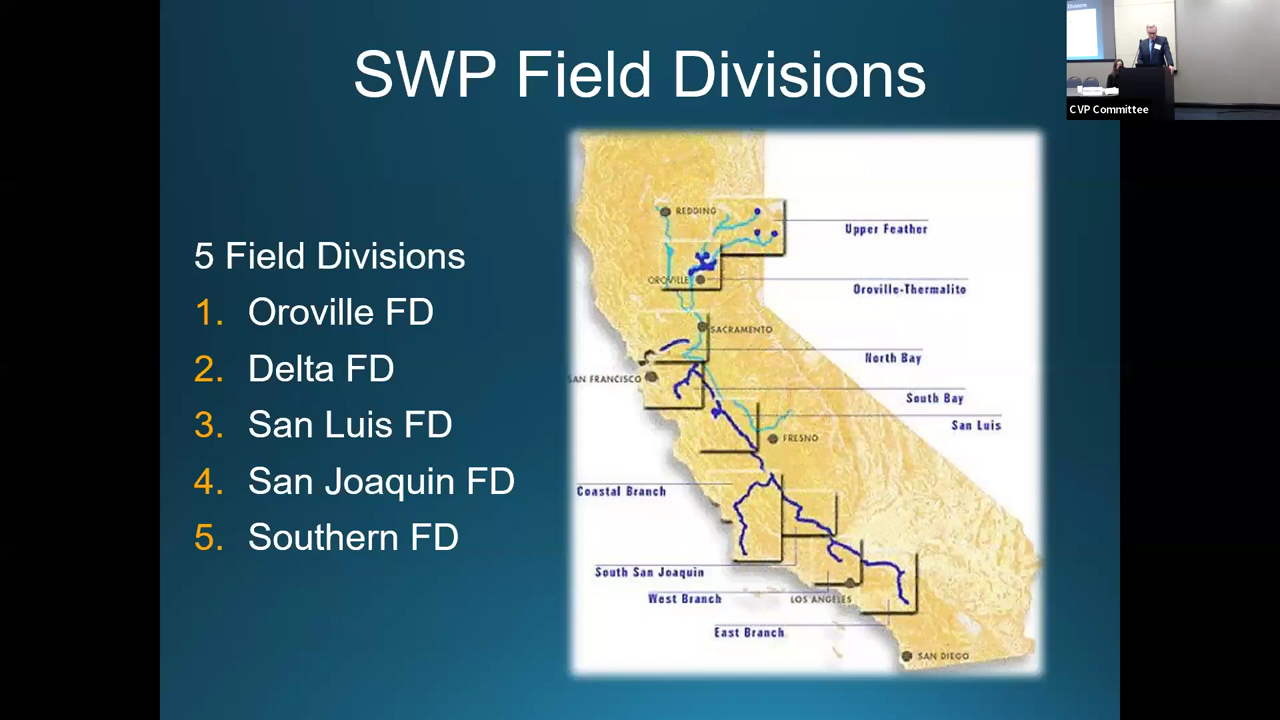 SWP Field Divisions
5 Field Divisions
1. Oroville FD
2. Delta FD
3. San Luis FD
4. San Joaquin FD
5. Southern FD
REDDING
Upper Feather
OROVILLE
Oroville-Thermalito
SACRAMENTO
North Bay
SAN FRANCISCO
South Bay
San Luis
FRESNO
Coastal Branch
South San Joaquin
West Branch
LOS ANGELES
East Branch
SAN DIEGO
Divisions
CVP Committee